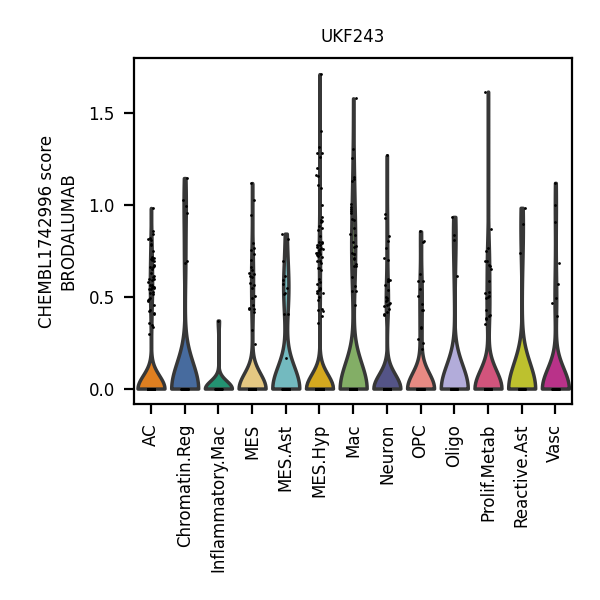 UKF243
CHEMBL1742996 score
BRODALUMAB
1.5
1.0
0.5
0.0
AC
Chromatin.Reg
Inflammatory.Mac
MES
MES.Ast
MES.Hyp
Mac
Neuron
OPC
Oligo
Prolif.Metab
Reactive.Ast
Vasc